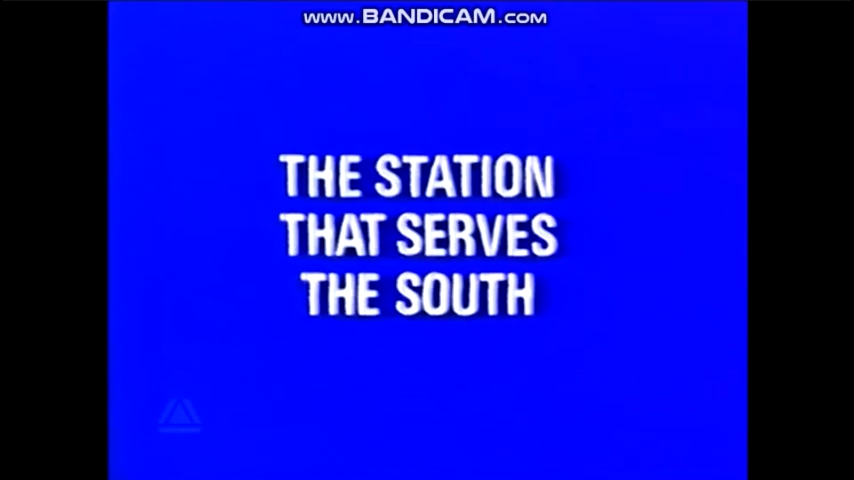 WWW.BANDICAM.COM
THE STATION
THAT SERVES
THE SOUTH